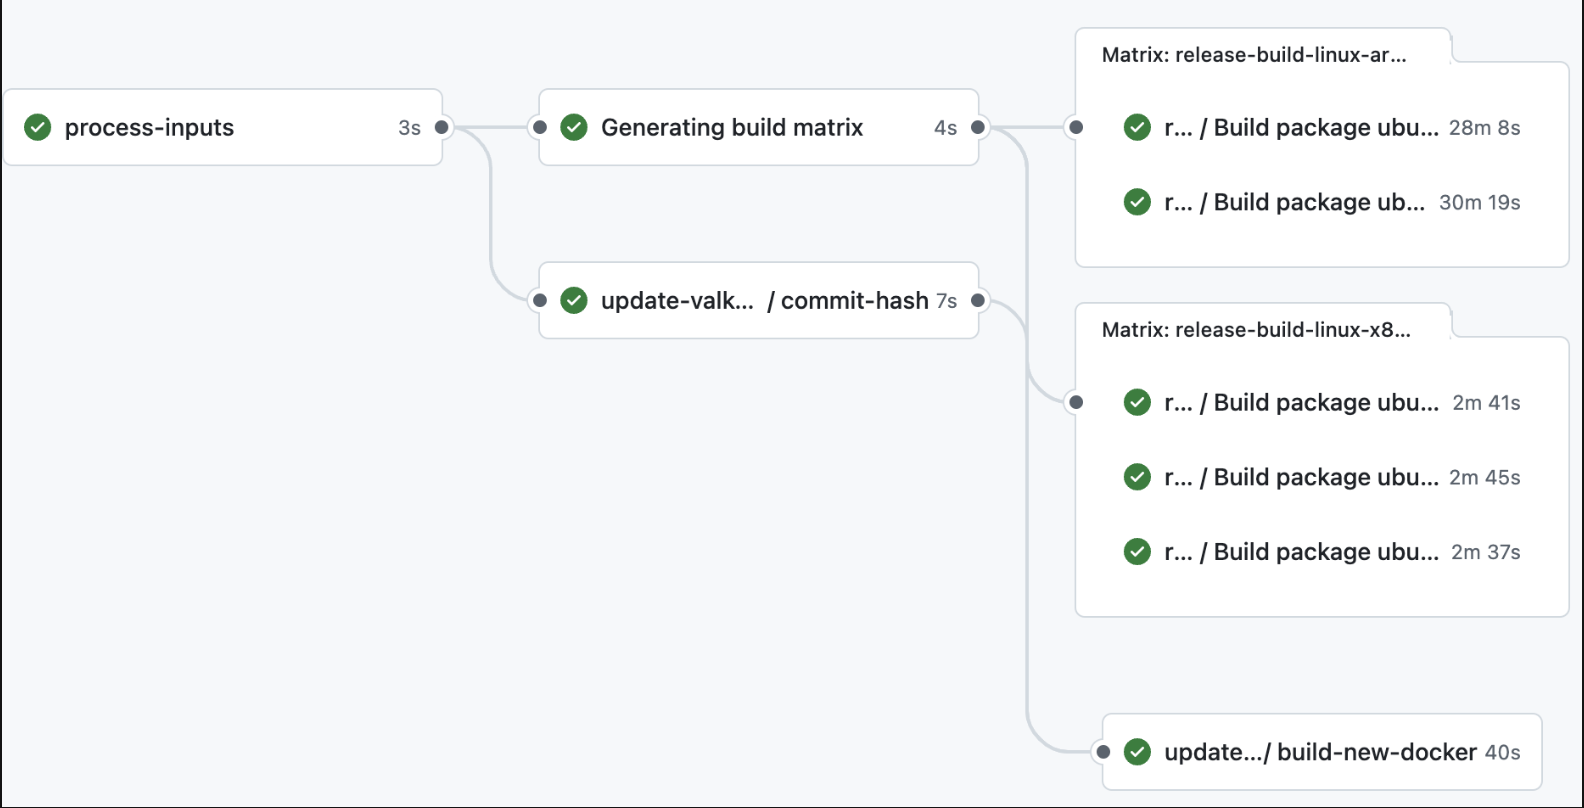 process-inputs 3s
Generating build matrix 4s
update-valk... / commit-hash 7s
Matrix: release-build-linux-ar...
r... / Build package ubu... 28m 8s
r... / Build package ub... 30m 19s
Matrix: release-build-linux-x8...
r... / Build package ubu... 2m 41s
r... / Build package ubu... 2m 45s
r... / Build package ubu... 2m 37s
update.../ build-new-docker 40s